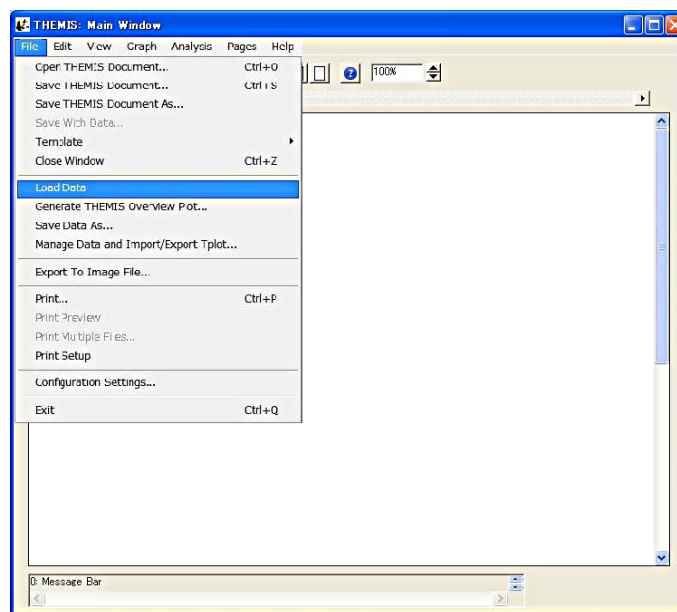 THEMIS: Main Window
File Edit View Graph Analysis Pages Help
100%
Open THEMIS Document... Ctrl+O
Save THEMIS Document... Ctrl+S
Save THEMIS Document As...
Save With Data...
Template
Close Window Ctrl+Z
Load Data
Generate THEMIS Overview Plot...
Save Data As...
Manage Data and Import/Export Tplot...
Export To Image File...
Print... Ctrl+P
Print Preview
Print Multiple Files...
Print Setup
Configuration Settings...
Exit Ctrl+Q
0: Message Bar